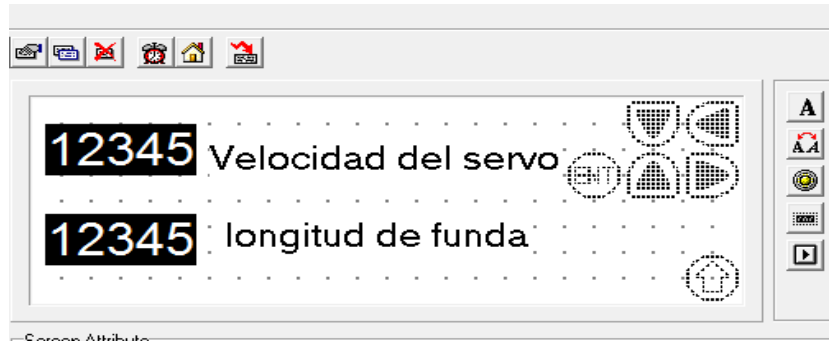 12345 Velocidad del servo
ENT
12345 longitud de funda
A
A A
Screen Attribute